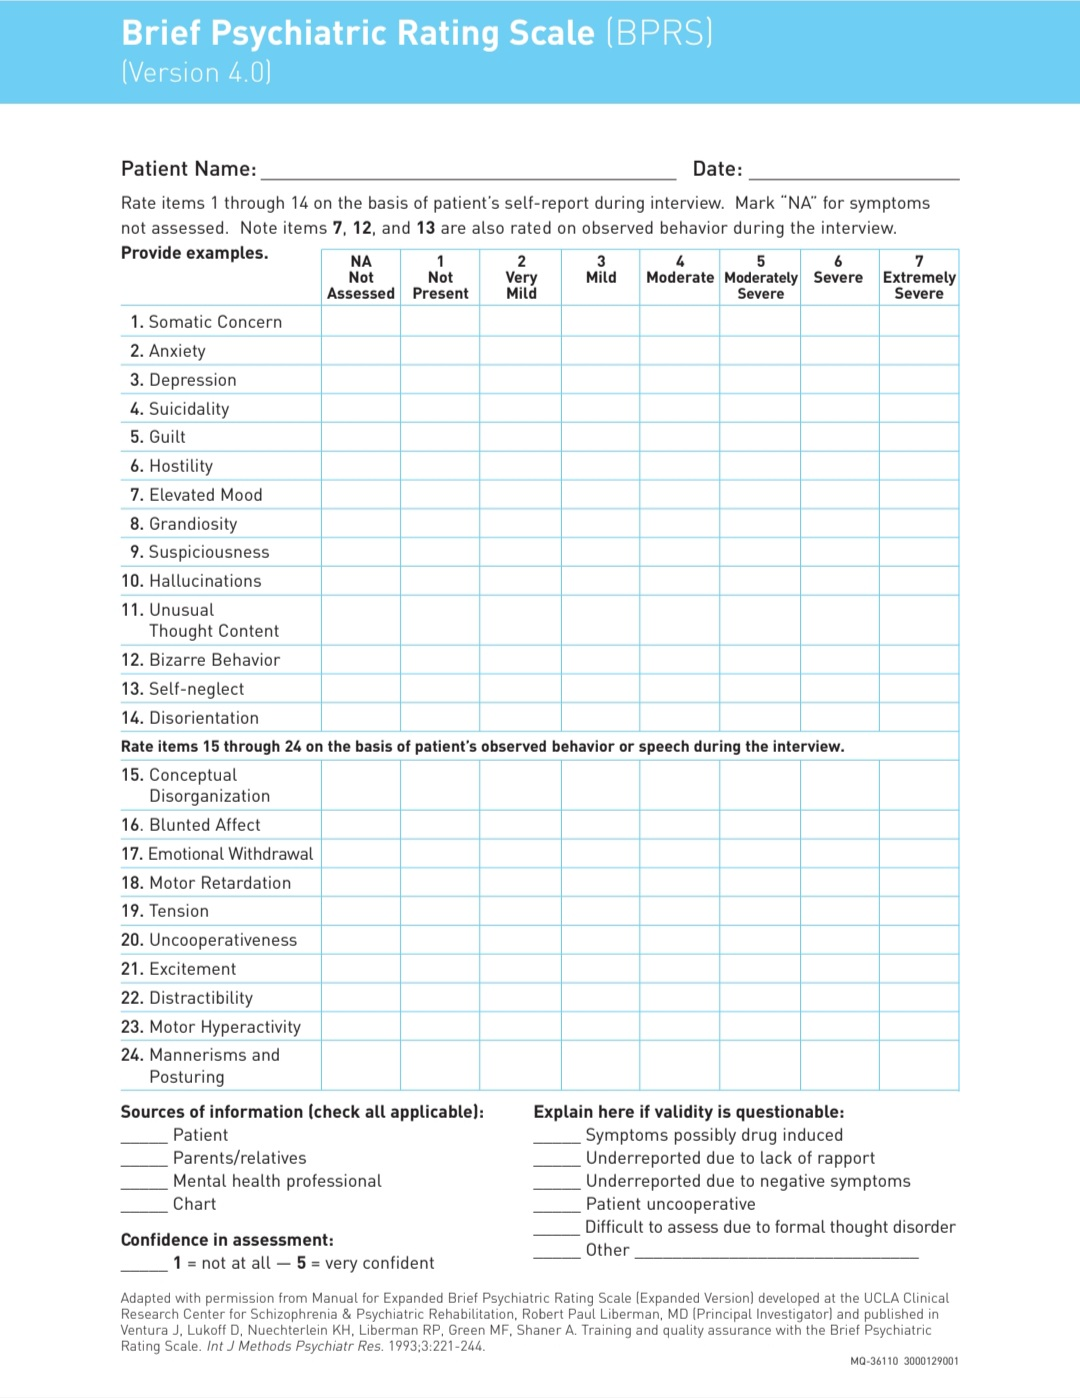 Brief Psychiatric Rating Scale (BPRS)
(Version 4.0)
Patient Name: Date:
Rate items 1 through 14 on the basis of patient's self-report during interview. Mark "NA" for symptoms
not assessed. Note items 7, 12, and 13 are also rated on observed behavior during the interview.
Provide examples.
NA 1 2 3 4 5 6 7
Not Not Very Mild Moderate Moderately Severe Extremely
Assessed Present Mild Severe Severe
1. Somatic Concern
2. Anxiety
3. Depression
4. Suicidality
5. Guilt
6. Hostility
7. Elevated Mood
8. Grandiosity
9. Suspiciousness
10. Hallucinations
11. Unusual
Thought Content
12. Bizarre Behavior
13. Self-neglect
14. Disorientation
Rate items 15 through 24 on the basis of patient's observed behavior or speech during the interview.
15. Conceptual
Disorganization
16. Blunted Affect
17. Emotional Withdrawal
18. Motor Retardation
19. Tension
20. Uncooperativeness
21. Excitement
22. Distractibility
23. Motor Hyperactivity
24. Mannerisms and
Posturing
Sources of information (check all applicable):
Patient
Parents/relatives
Mental health professional
Chart
Confidence in assessment:
1 = not at all — 5 = very confident
Explain here if validity is questionable:
Symptoms possibly drug induced
Underreported due to lack of rapport
Underreported due to negative symptoms
Patient uncooperative
Difficult to assess due to formal thought disorder
Other
Adapted with permission from Manual for Expanded Brief Psychiatric Rating Scale (Expanded Version) developed at the UCLA Clinical
Research Center for Schizophrenia & Psychiatric Rehabilitation, Robert Paul Liberman, MD (Principal Investigator) and published in
Ventura J, Lukoff D, Nuechterlein KH, Liberman RP, Green MF, Shaner A. Training and quality assurance with the Brief Psychiatric
Rating Scale. Int J Methods Psychiatr Res. 1993;3:221-244.
MQ-36110 3000129001